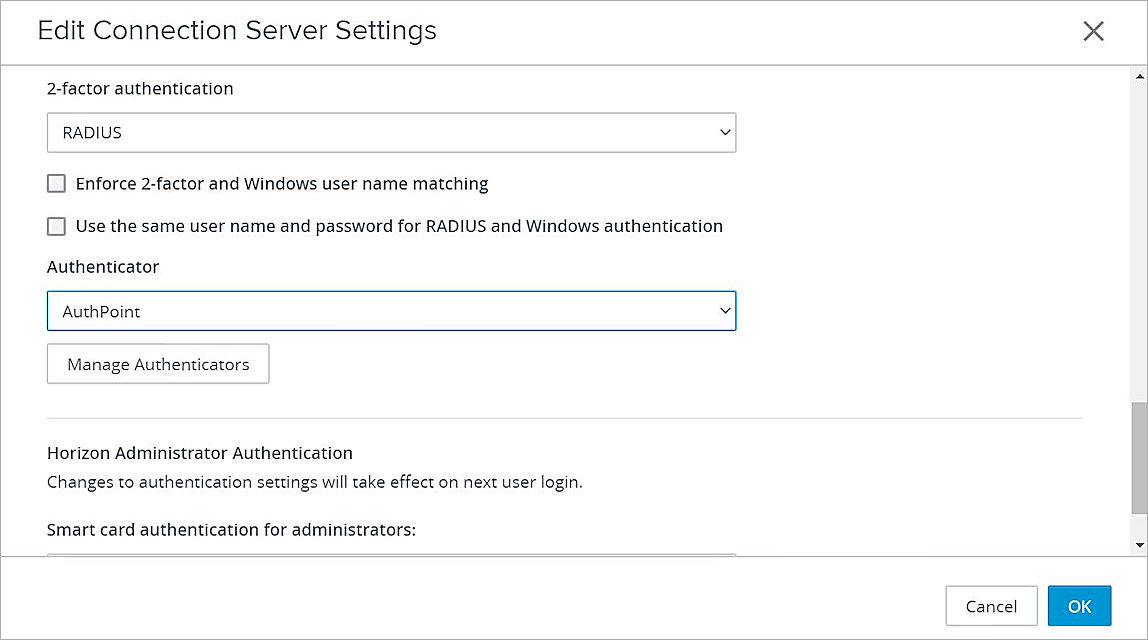 Edit Connection Server Settings
2-factor authentication
RADIUS
Enforce 2-factor and Windows user name matching
Use the same user name and password for RADIUS and Windows authentication
Authenticator
AuthPoint
Manage Authenticators
Horizon Administrator Authentication
Changes to authentication settings will take effect on next user login.
Smart card authentication for administrators:
Cancel
OK